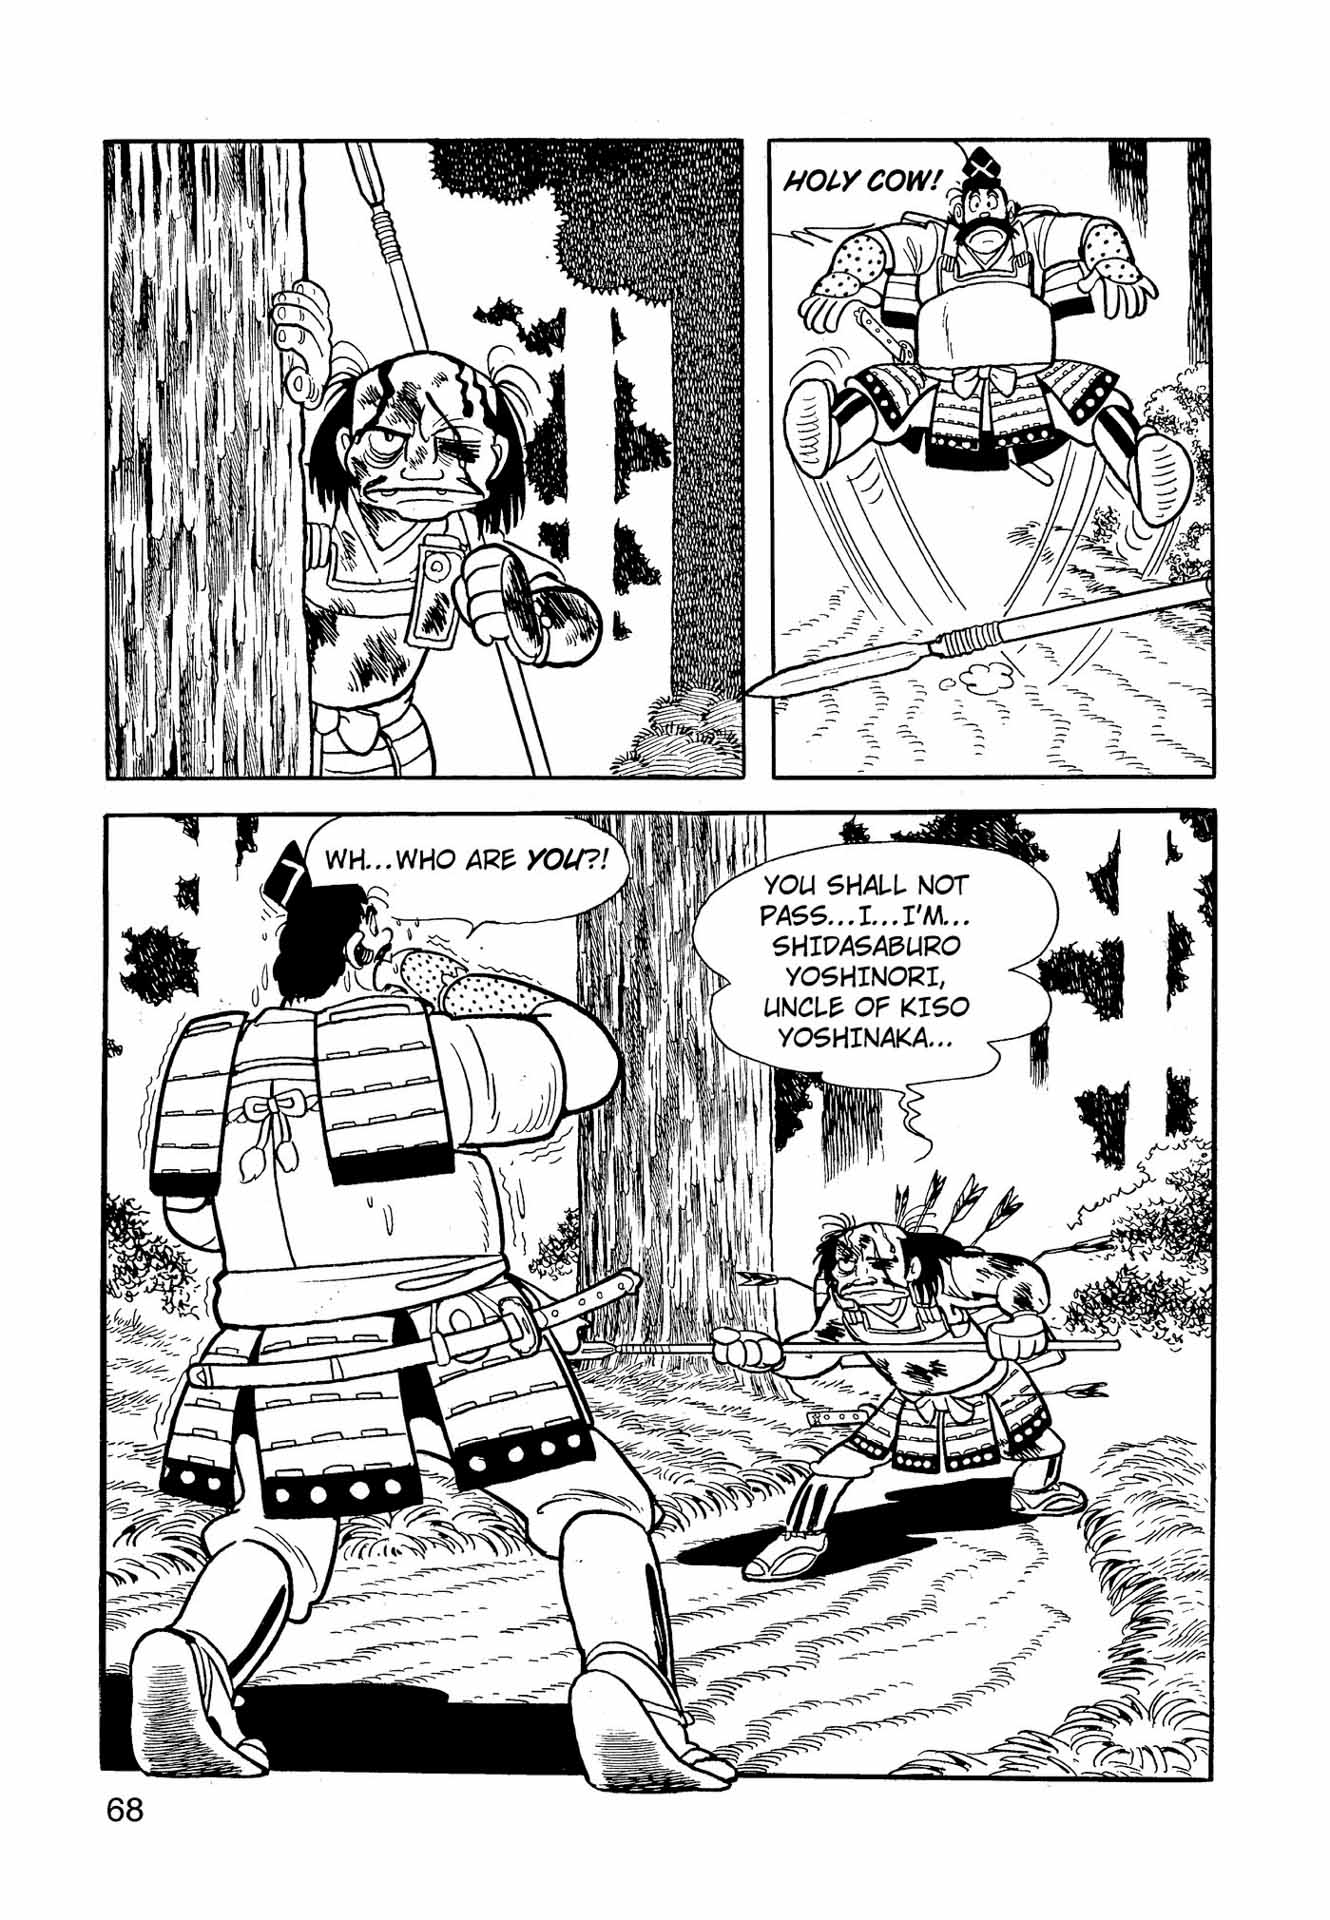 HOLY COW!
WH...WHO ARE YOU?!
YOU SHALL NOT
PASS...I...I'M...
SHIDASABURO
YOSHINORI,
UNCLE OF KISO
YOSHINAKA...
68